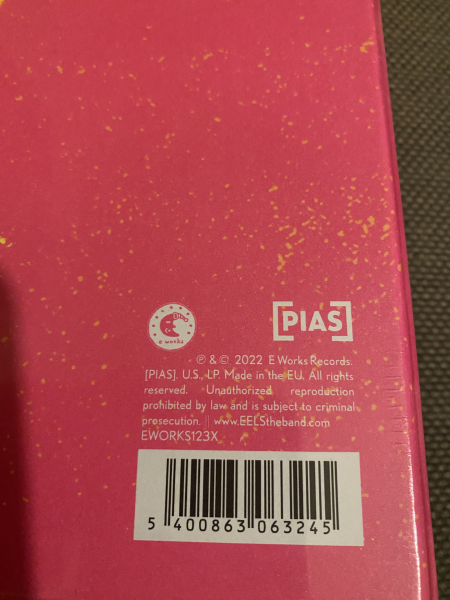 e works
[PIAS]
℗ & © 2022 E Works Records.
[PIAS]. U.S., LP. Made in the EU. All rights
reserved. Unauthorized reproduction
prohibited by law and is subject to criminal
prosecution. || www.EELStheband.com
EWORKS123X
5 400863 063245